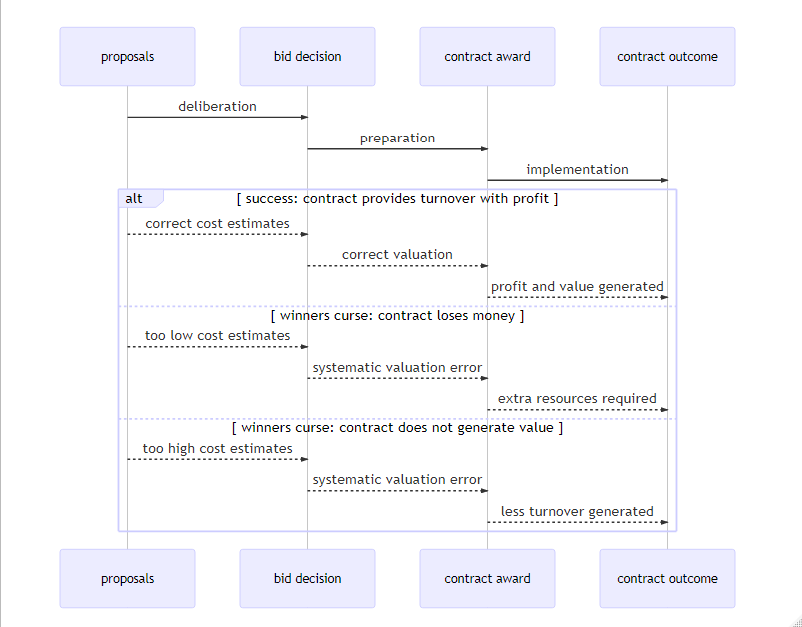 proposals
bid decision
contract award
contract outcome
deliberation
preparation
implementation
alt
[ success: contract provides turnover with profit ]
correct cost estimates
correct valuation
profit and value generated
[ winners curse: contract loses money ]
too low cost estimates
systematic valuation error
extra resources required
[ winners curse: contract does not generate value ]
too high cost estimates
systematic valuation error
less turnover generated
proposals
bid decision
contract award
contract outcome